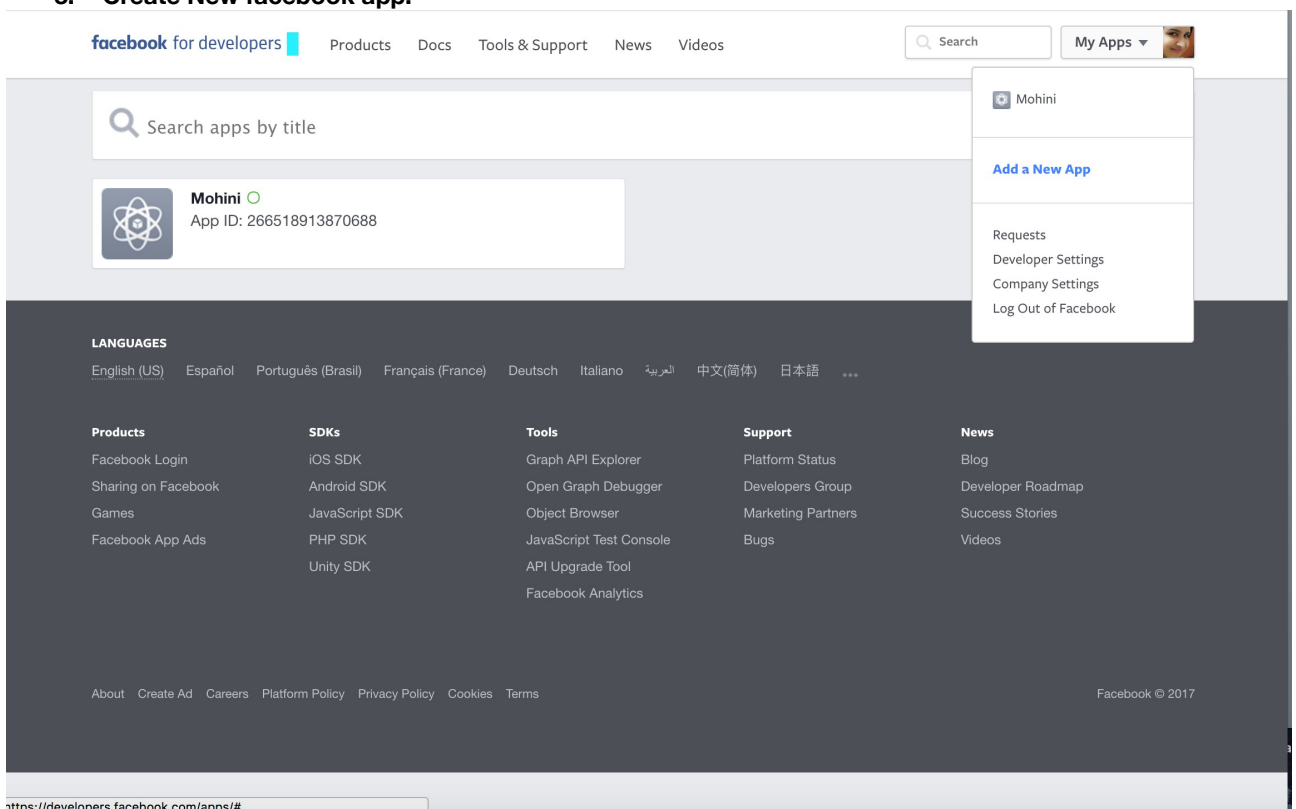 Create New facebook app.
facebook for developers Products Docs Tools & Support News Videos Search My Apps
Mohini
Search apps by title
Add a New App
Mohini
App ID: 266518913870688
Requests
Developer Settings
Company Settings
Log Out of Facebook
LANGUAGES
English (US) Español Português (Brasil) Français (France) Deutsch Italiano العربية 中文(简体) 日本語 ...
Products SDKs Tools Support News
Facebook Login iOS SDK Graph API Explorer Platform Status Blog
Sharing on Facebook Android SDK Open Graph Debugger Developers Group Developer Roadmap
Games JavaScript SDK Object Browser Marketing Partners Success Stories
Facebook App Ads PHP SDK JavaScript Test Console Bugs Videos
Unity SDK API Upgrade Tool
Facebook Analytics
About Create Ad Careers Platform Policy Privacy Policy Cookies Terms Facebook © 2017
https://developers.facebook.com/apps/#